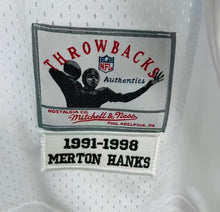 THROWBACKS
NFL
Authentics
NOSTALGIA CO.
Mitchell & Ness
PHILADELPHIA, PA
1991-1998
MERTON HANKS